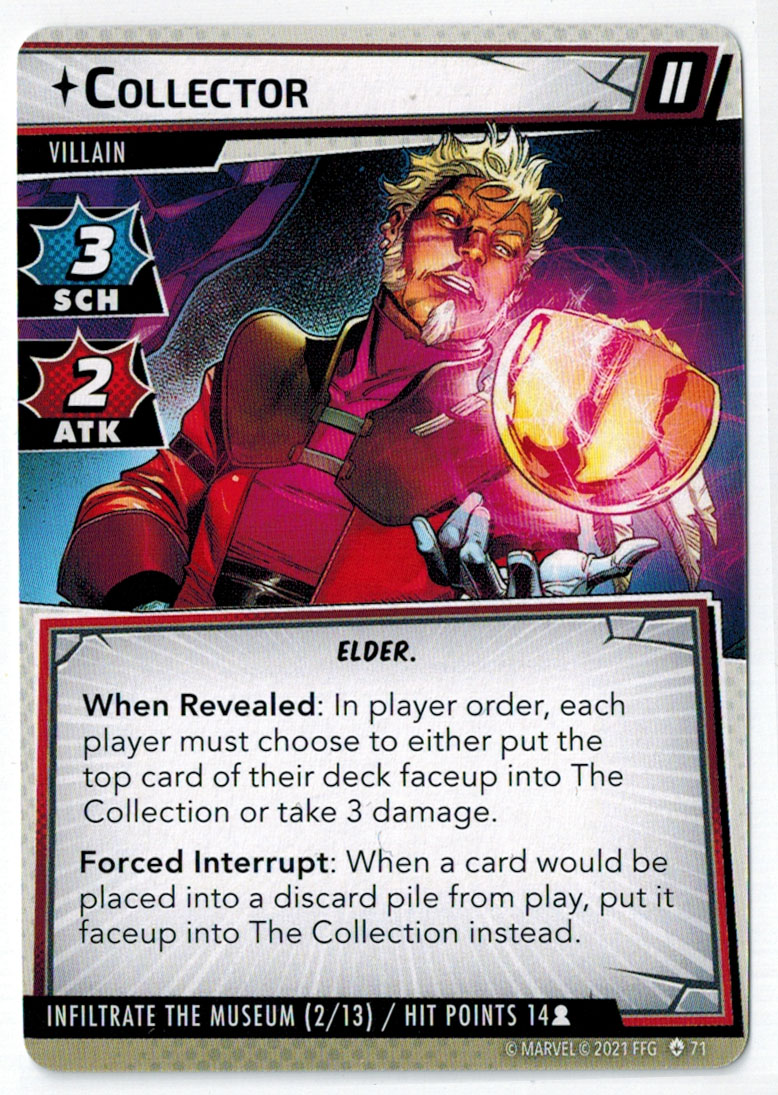 COLLECTOR
II
VILLAIN
3
SCH
2
ATK
ELDER.
When Revealed: In player order, each
player must choose to either put the
top card of their deck faceup into The
Collection or take 3 damage.
Forced Interrupt: When a card would be
placed into a discard pile from play, put it
faceup into The Collection instead.
INFILTRATE THE MUSEUM (2/13) / HIT POINTS 14
© MARVEL © 2021 FFG 71